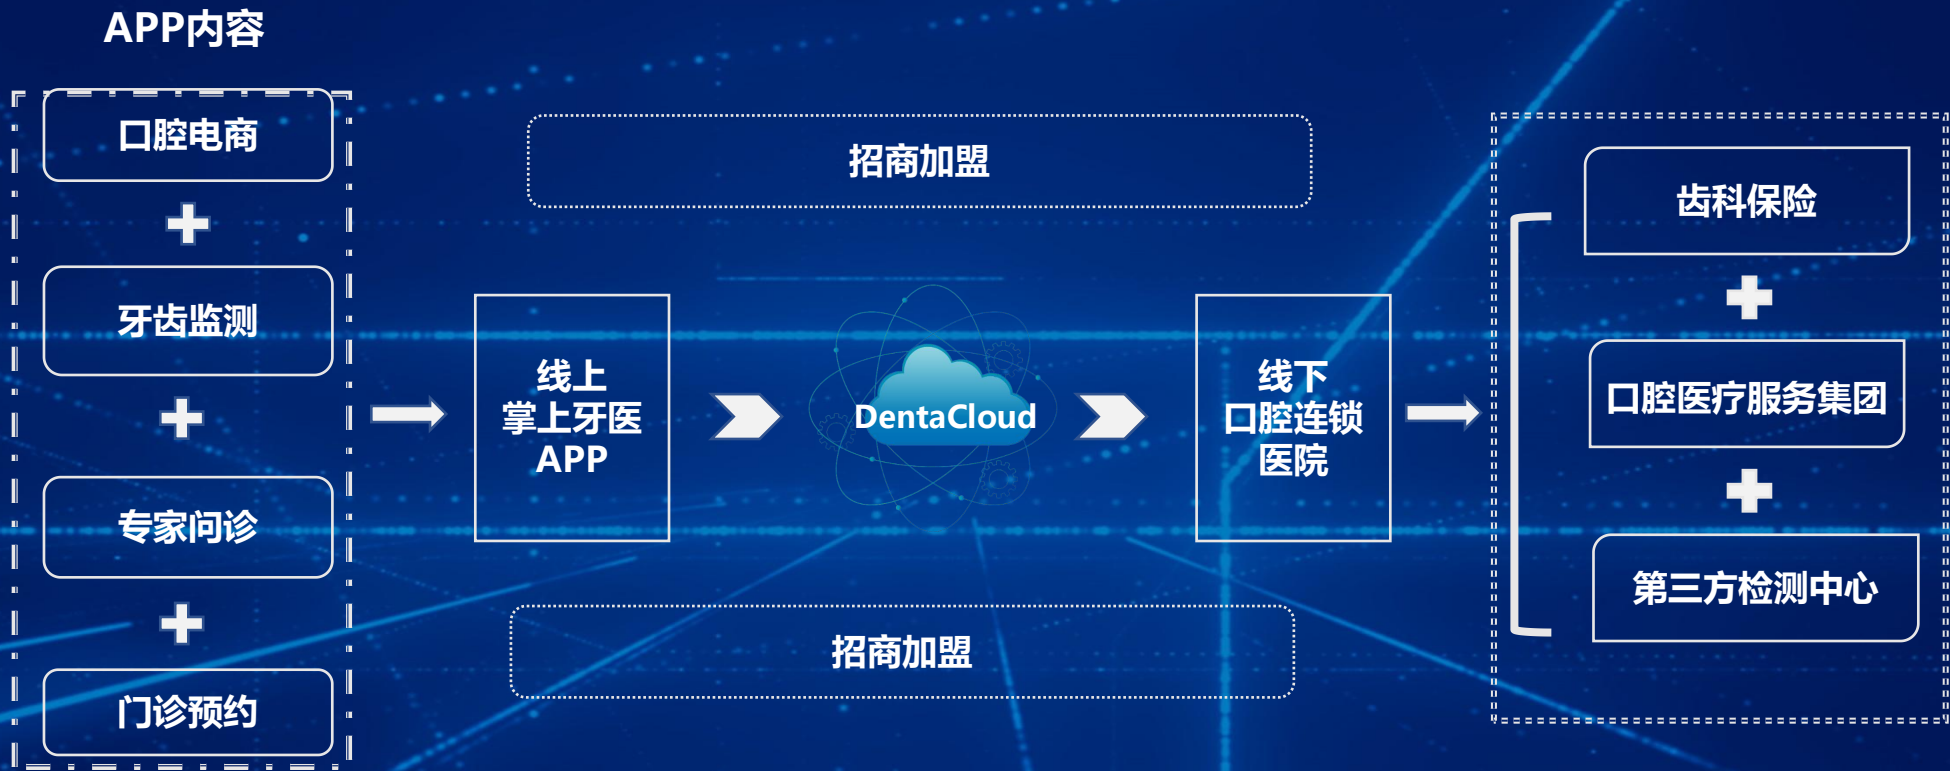 APP内容
口腔电商
牙齿监测
专家问诊
门诊预约
招商加盟
线上
掌上牙医
APP
DentaCloud
线下
口腔连锁
医院
招商加盟
齿科保险
口腔医疗服务集团
第三方检测中心